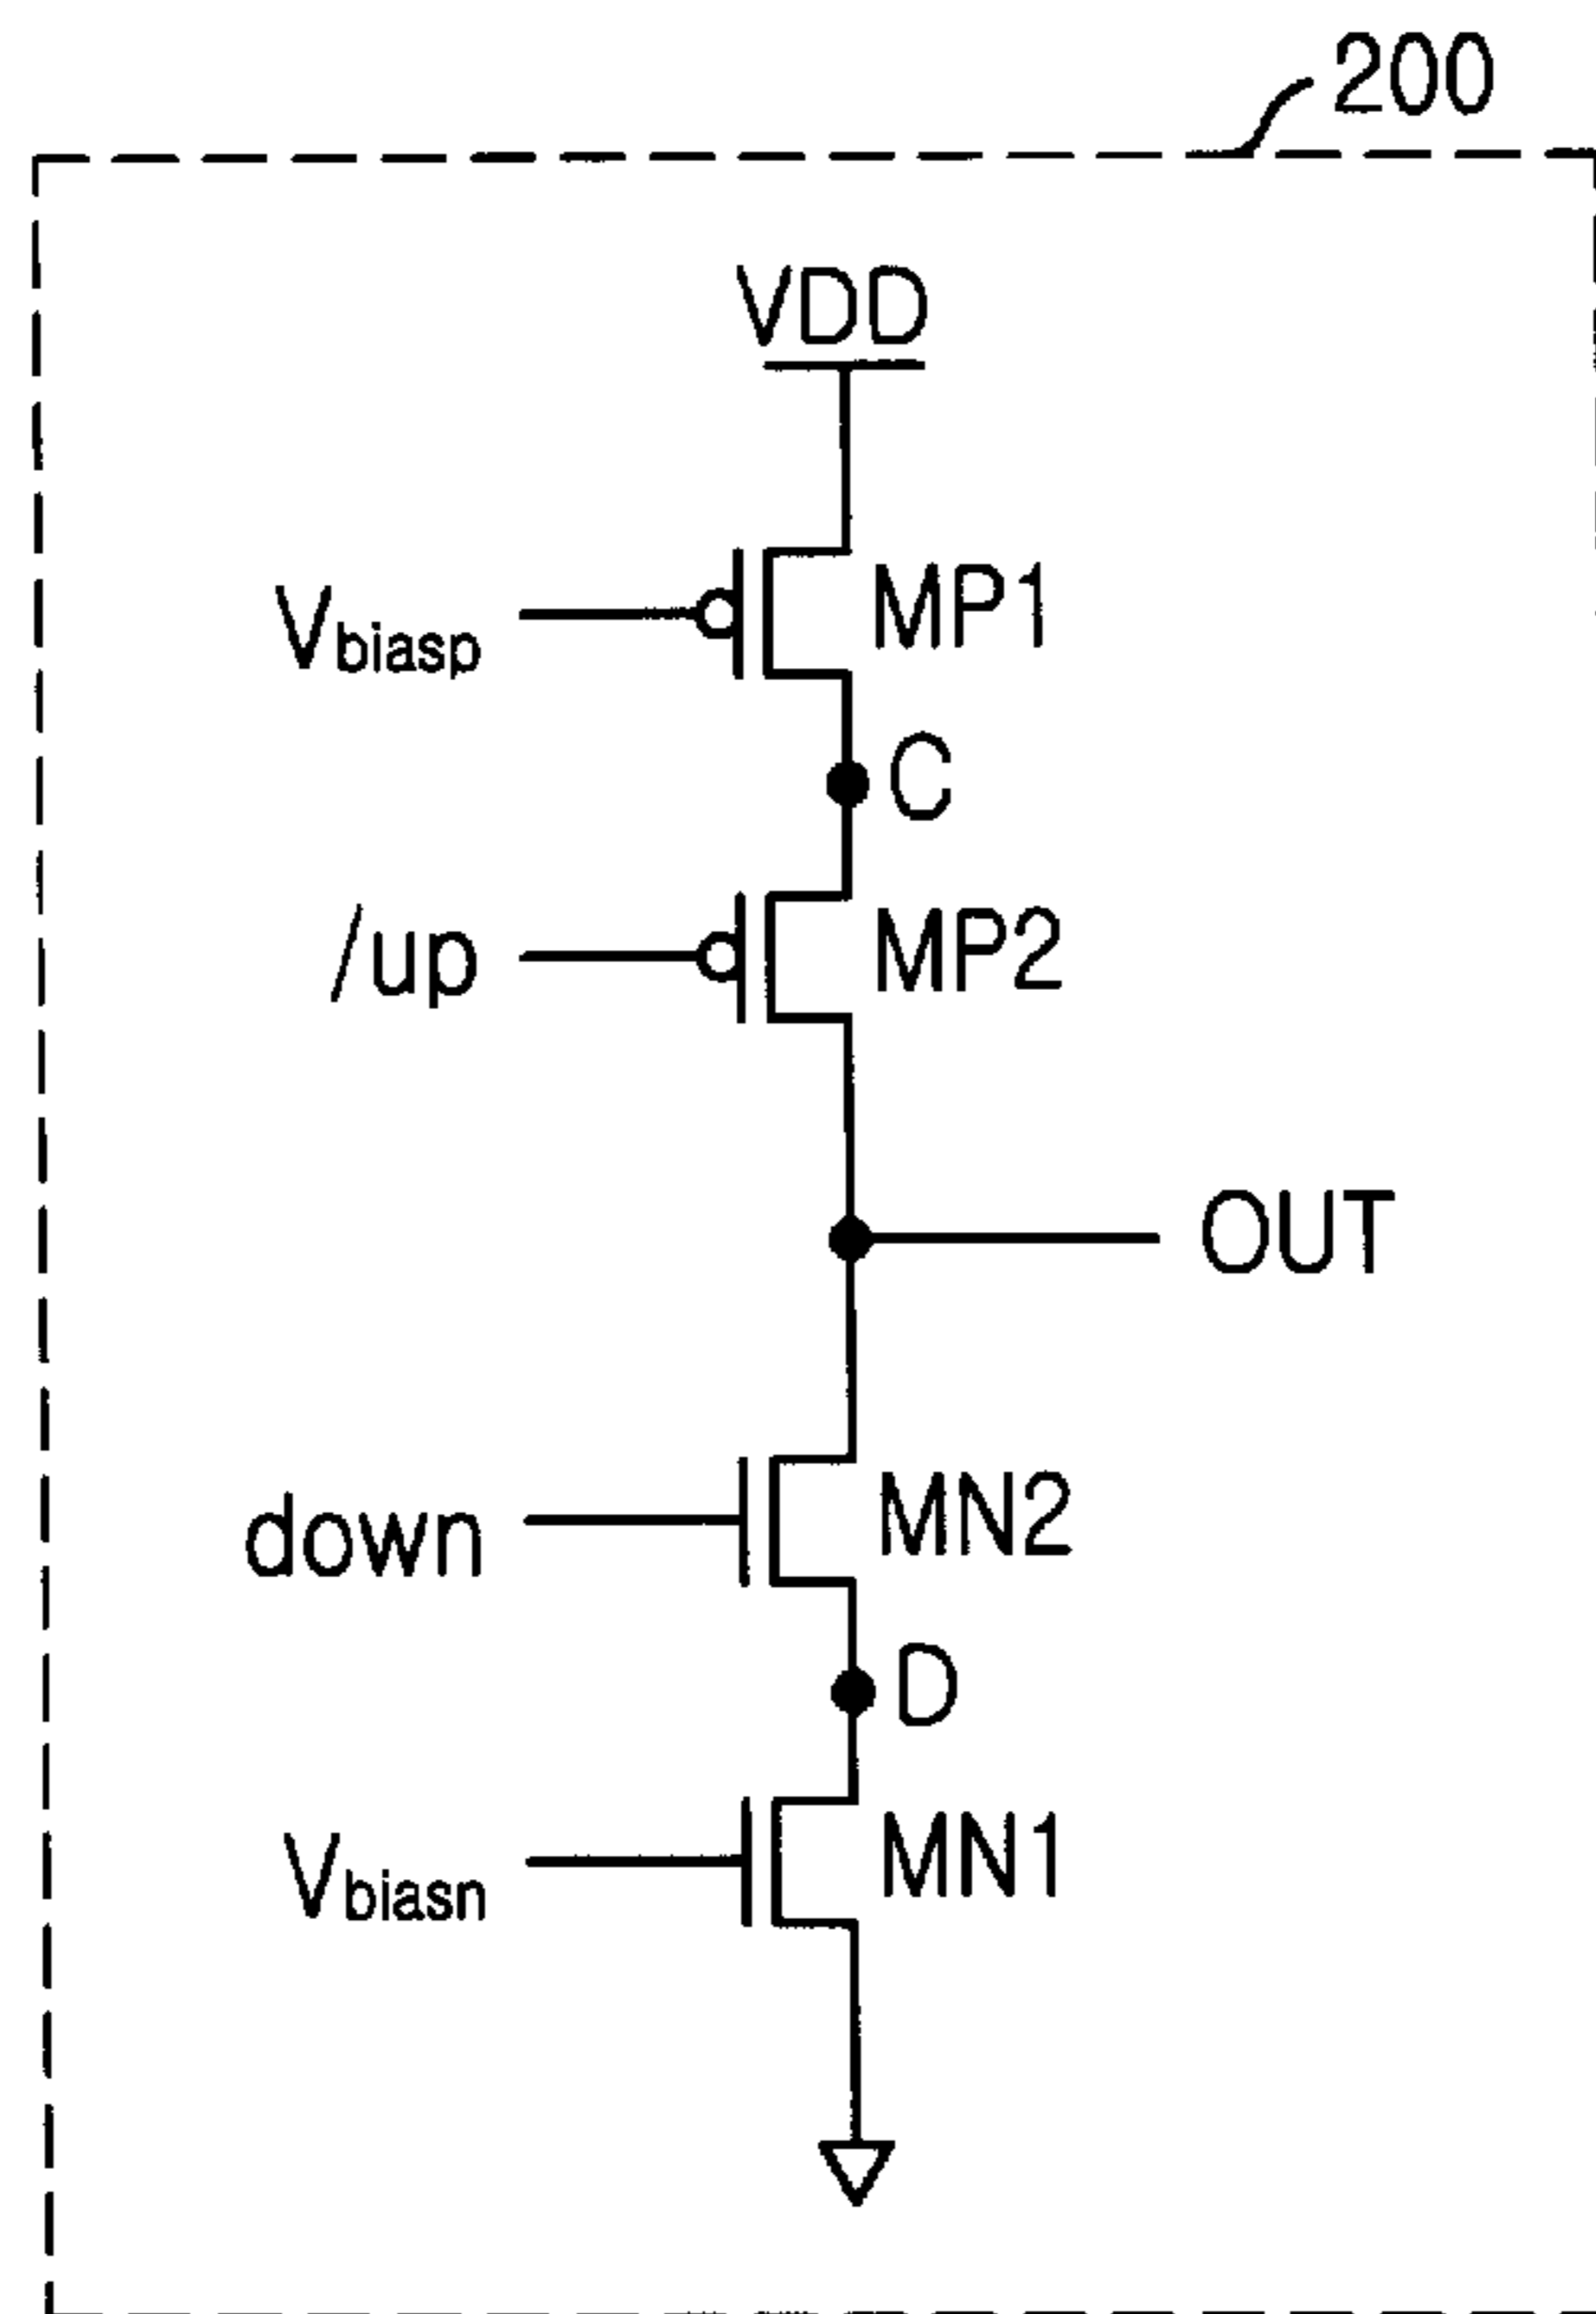 200
VDD
Vbiasp
MP1
C
/up
MP2
OUT
down
MN2
D
Vbiasn
MN1